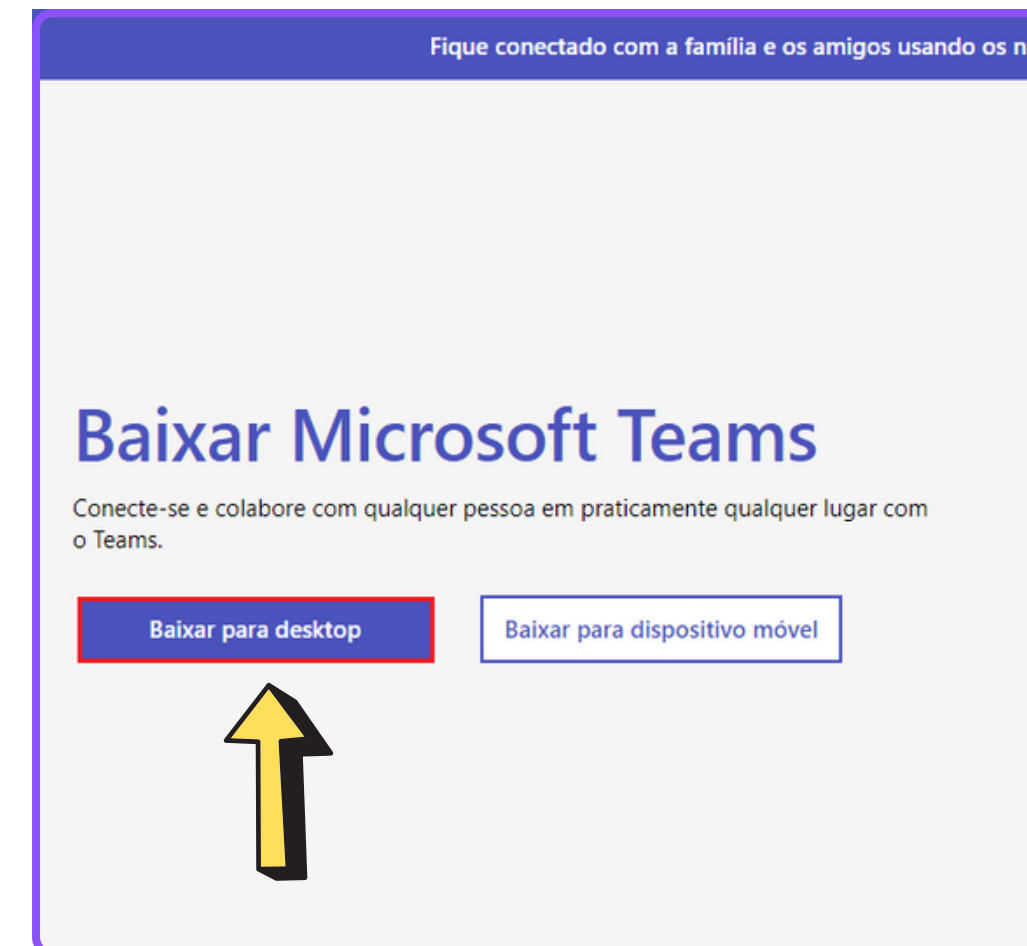 Fique conectado com a família e os amigos usando os n
Baixar Microsoft Teams
Conecte-se e colabore com qualquer pessoa em praticamente qualquer lugar com
o Teams.
Baixar para desktop
Baixar para dispositivo móvel